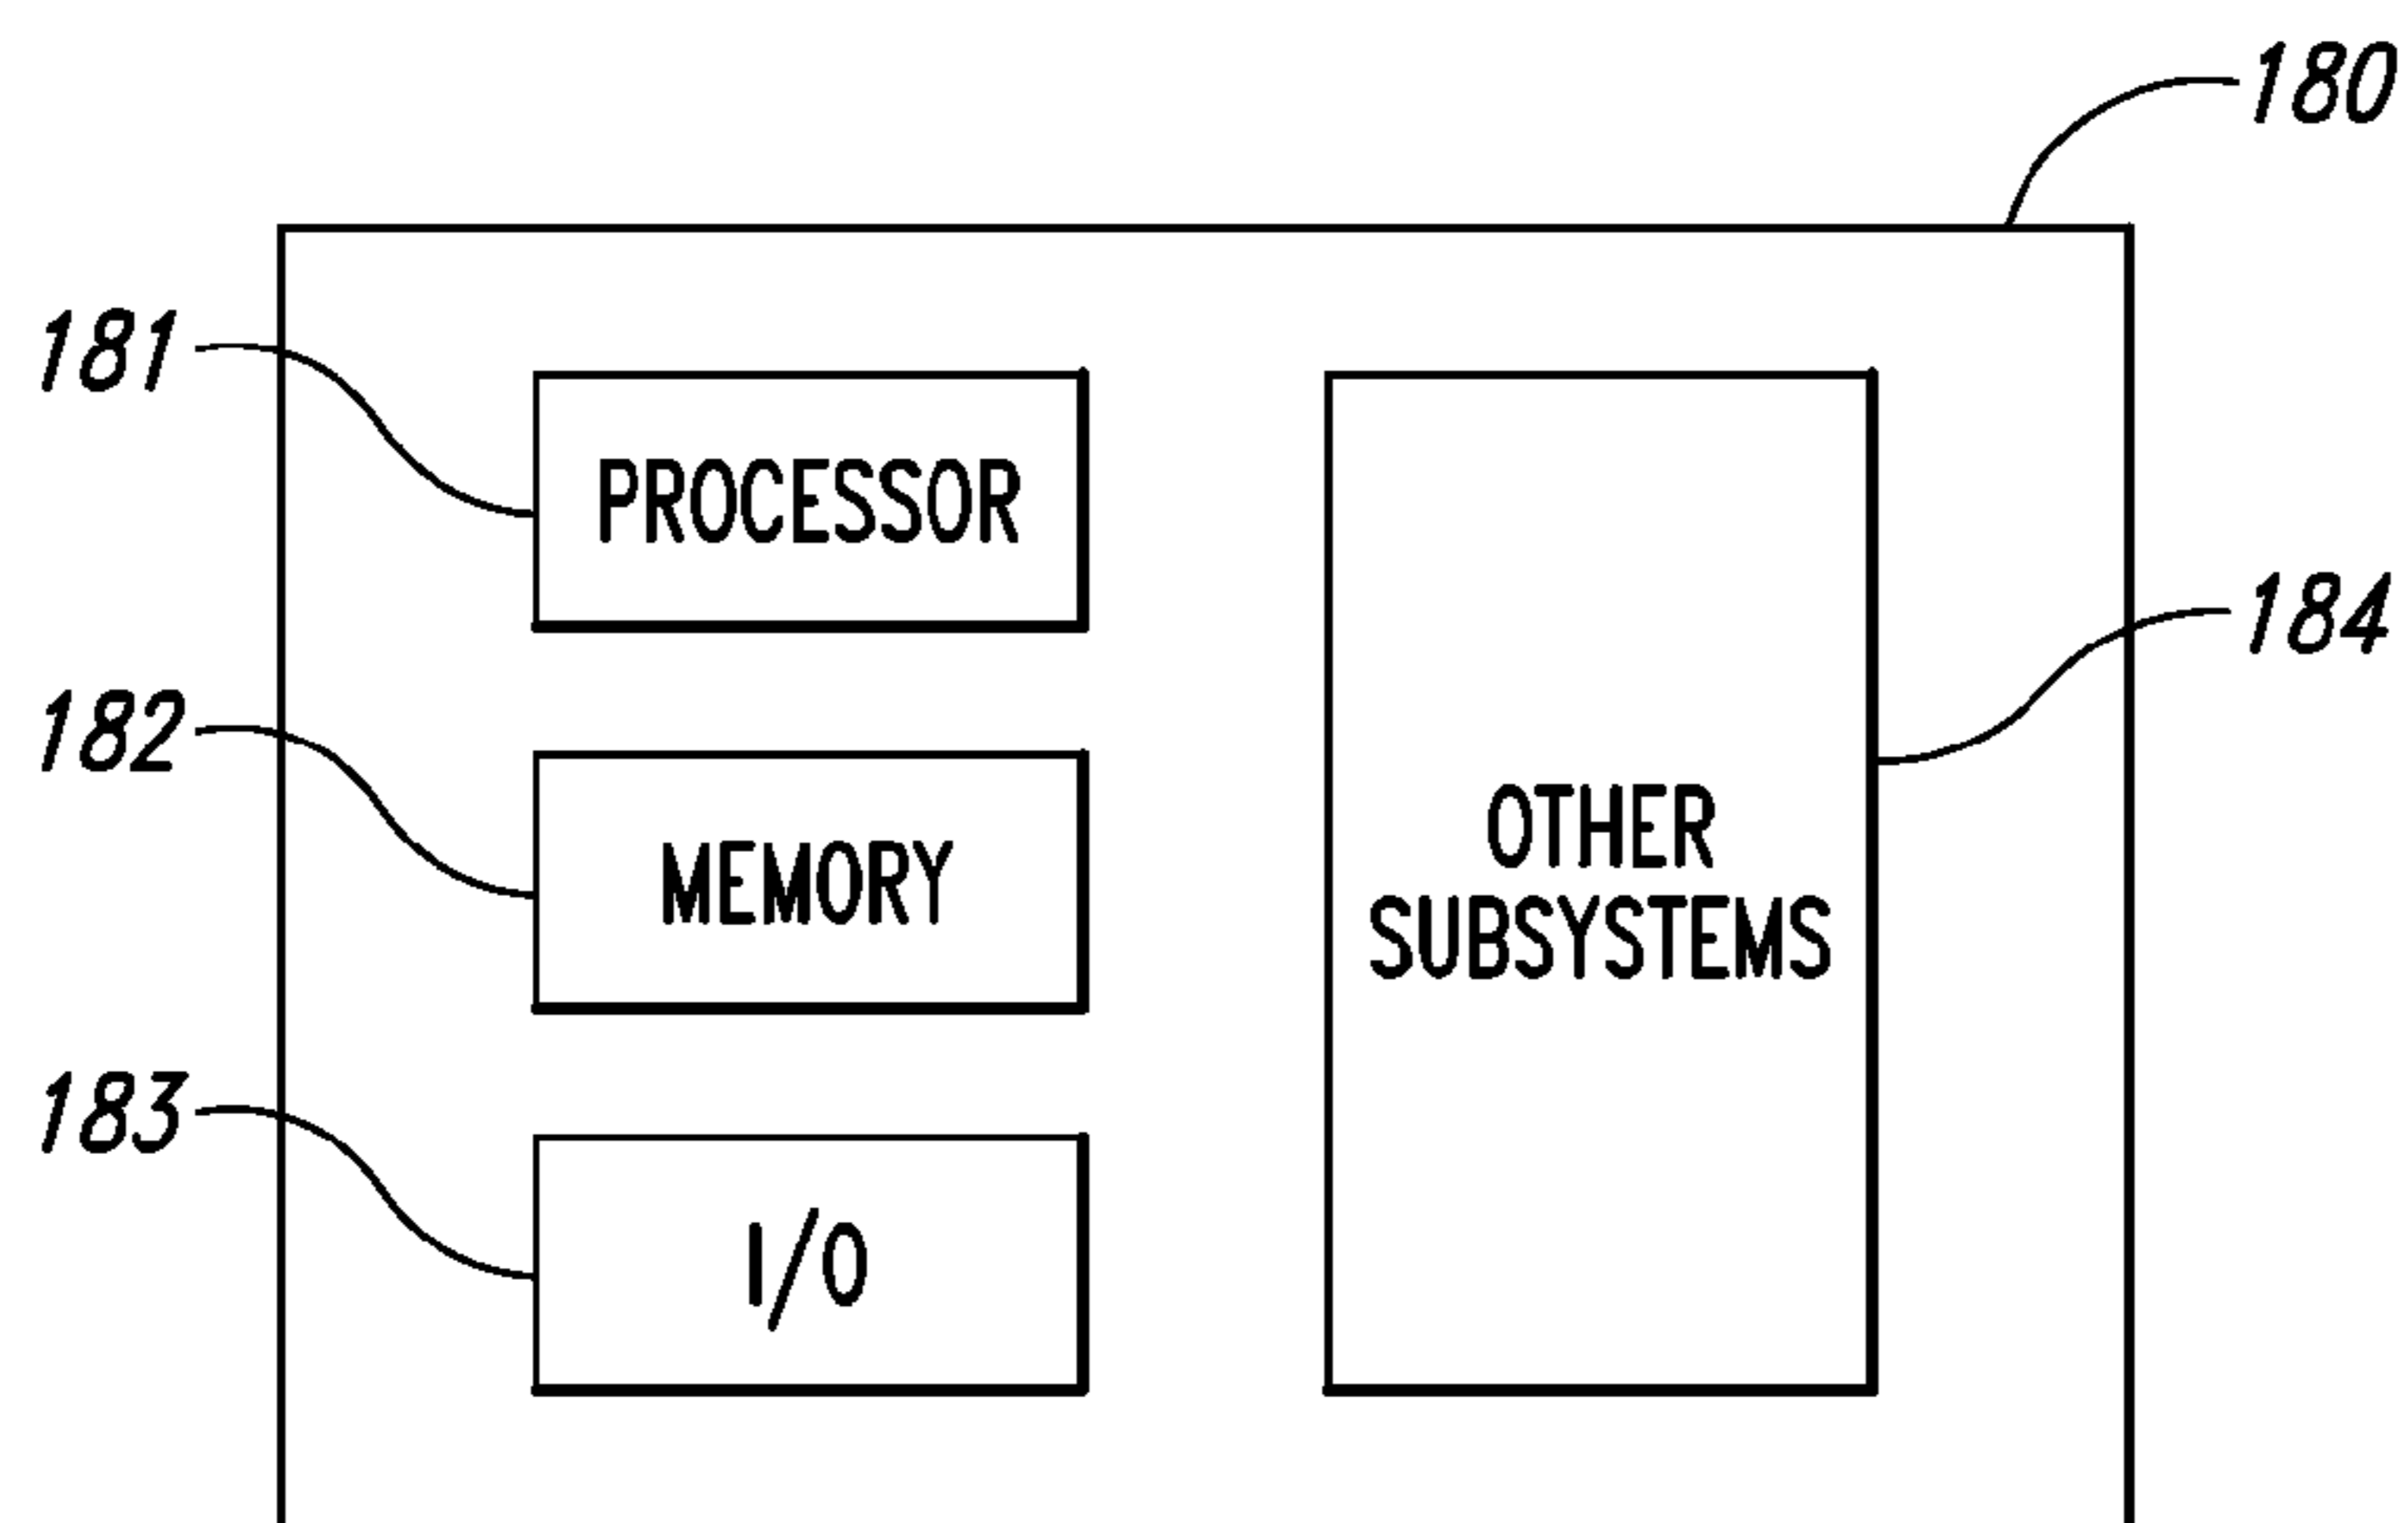 180
181
PROCESSOR
184
182
MEMORY
OTHER
SUBSYSTEMS
183
I/O